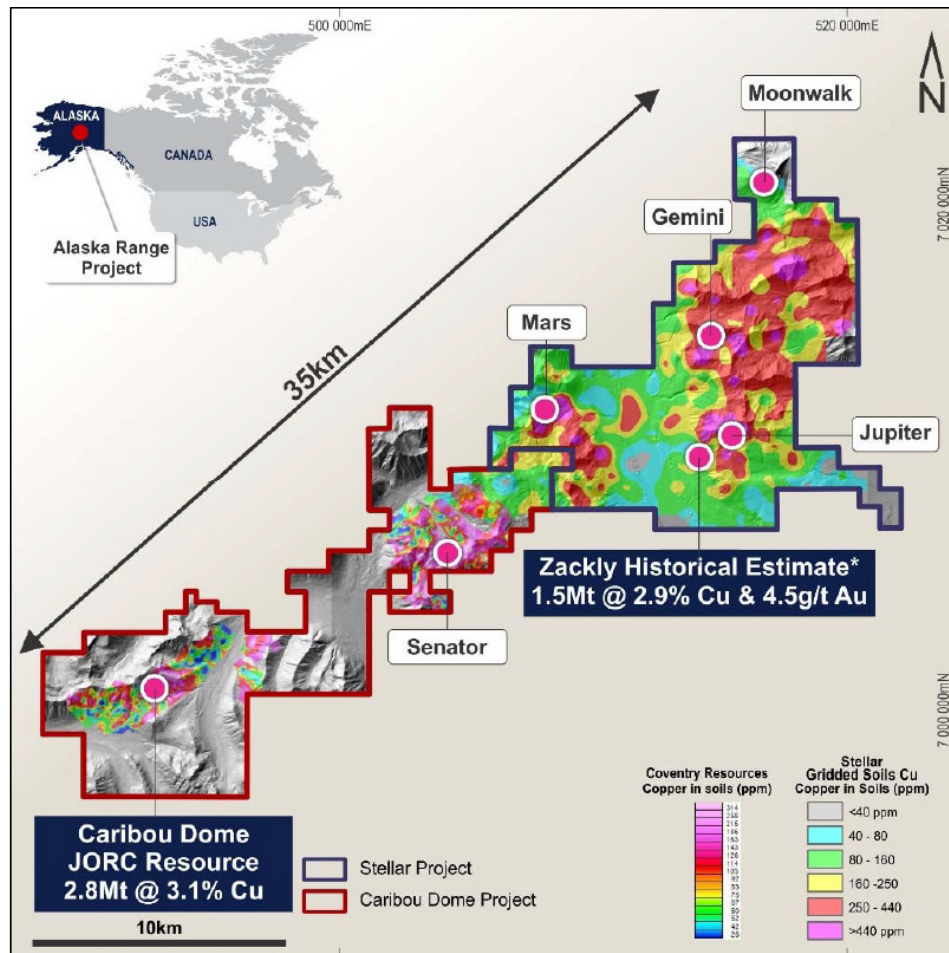 500 000mE
520 000mE
N
ALASKA
CANADA
USA
Alaska Range
Project
35km
Moonwalk
7 020 000mN
Gemini
Mars
Jupiter
Zackly Historical Estimate*
1.5Mt @ 2.9% Cu & 4.5g/t Au
Senator
7 000 000mN
Caribou Dome
JORC Resource
2.8Mt @ 3.1% Cu
10km
Stellar Project
Caribou Dome Project
Coventry Resources
Copper in soils (ppm)
Stellar
Gridded Soils Cu
Copper in Soils (ppm)
<40 ppm
40 - 80
80 - 160
160 -250
250 - 440
>440 ppm